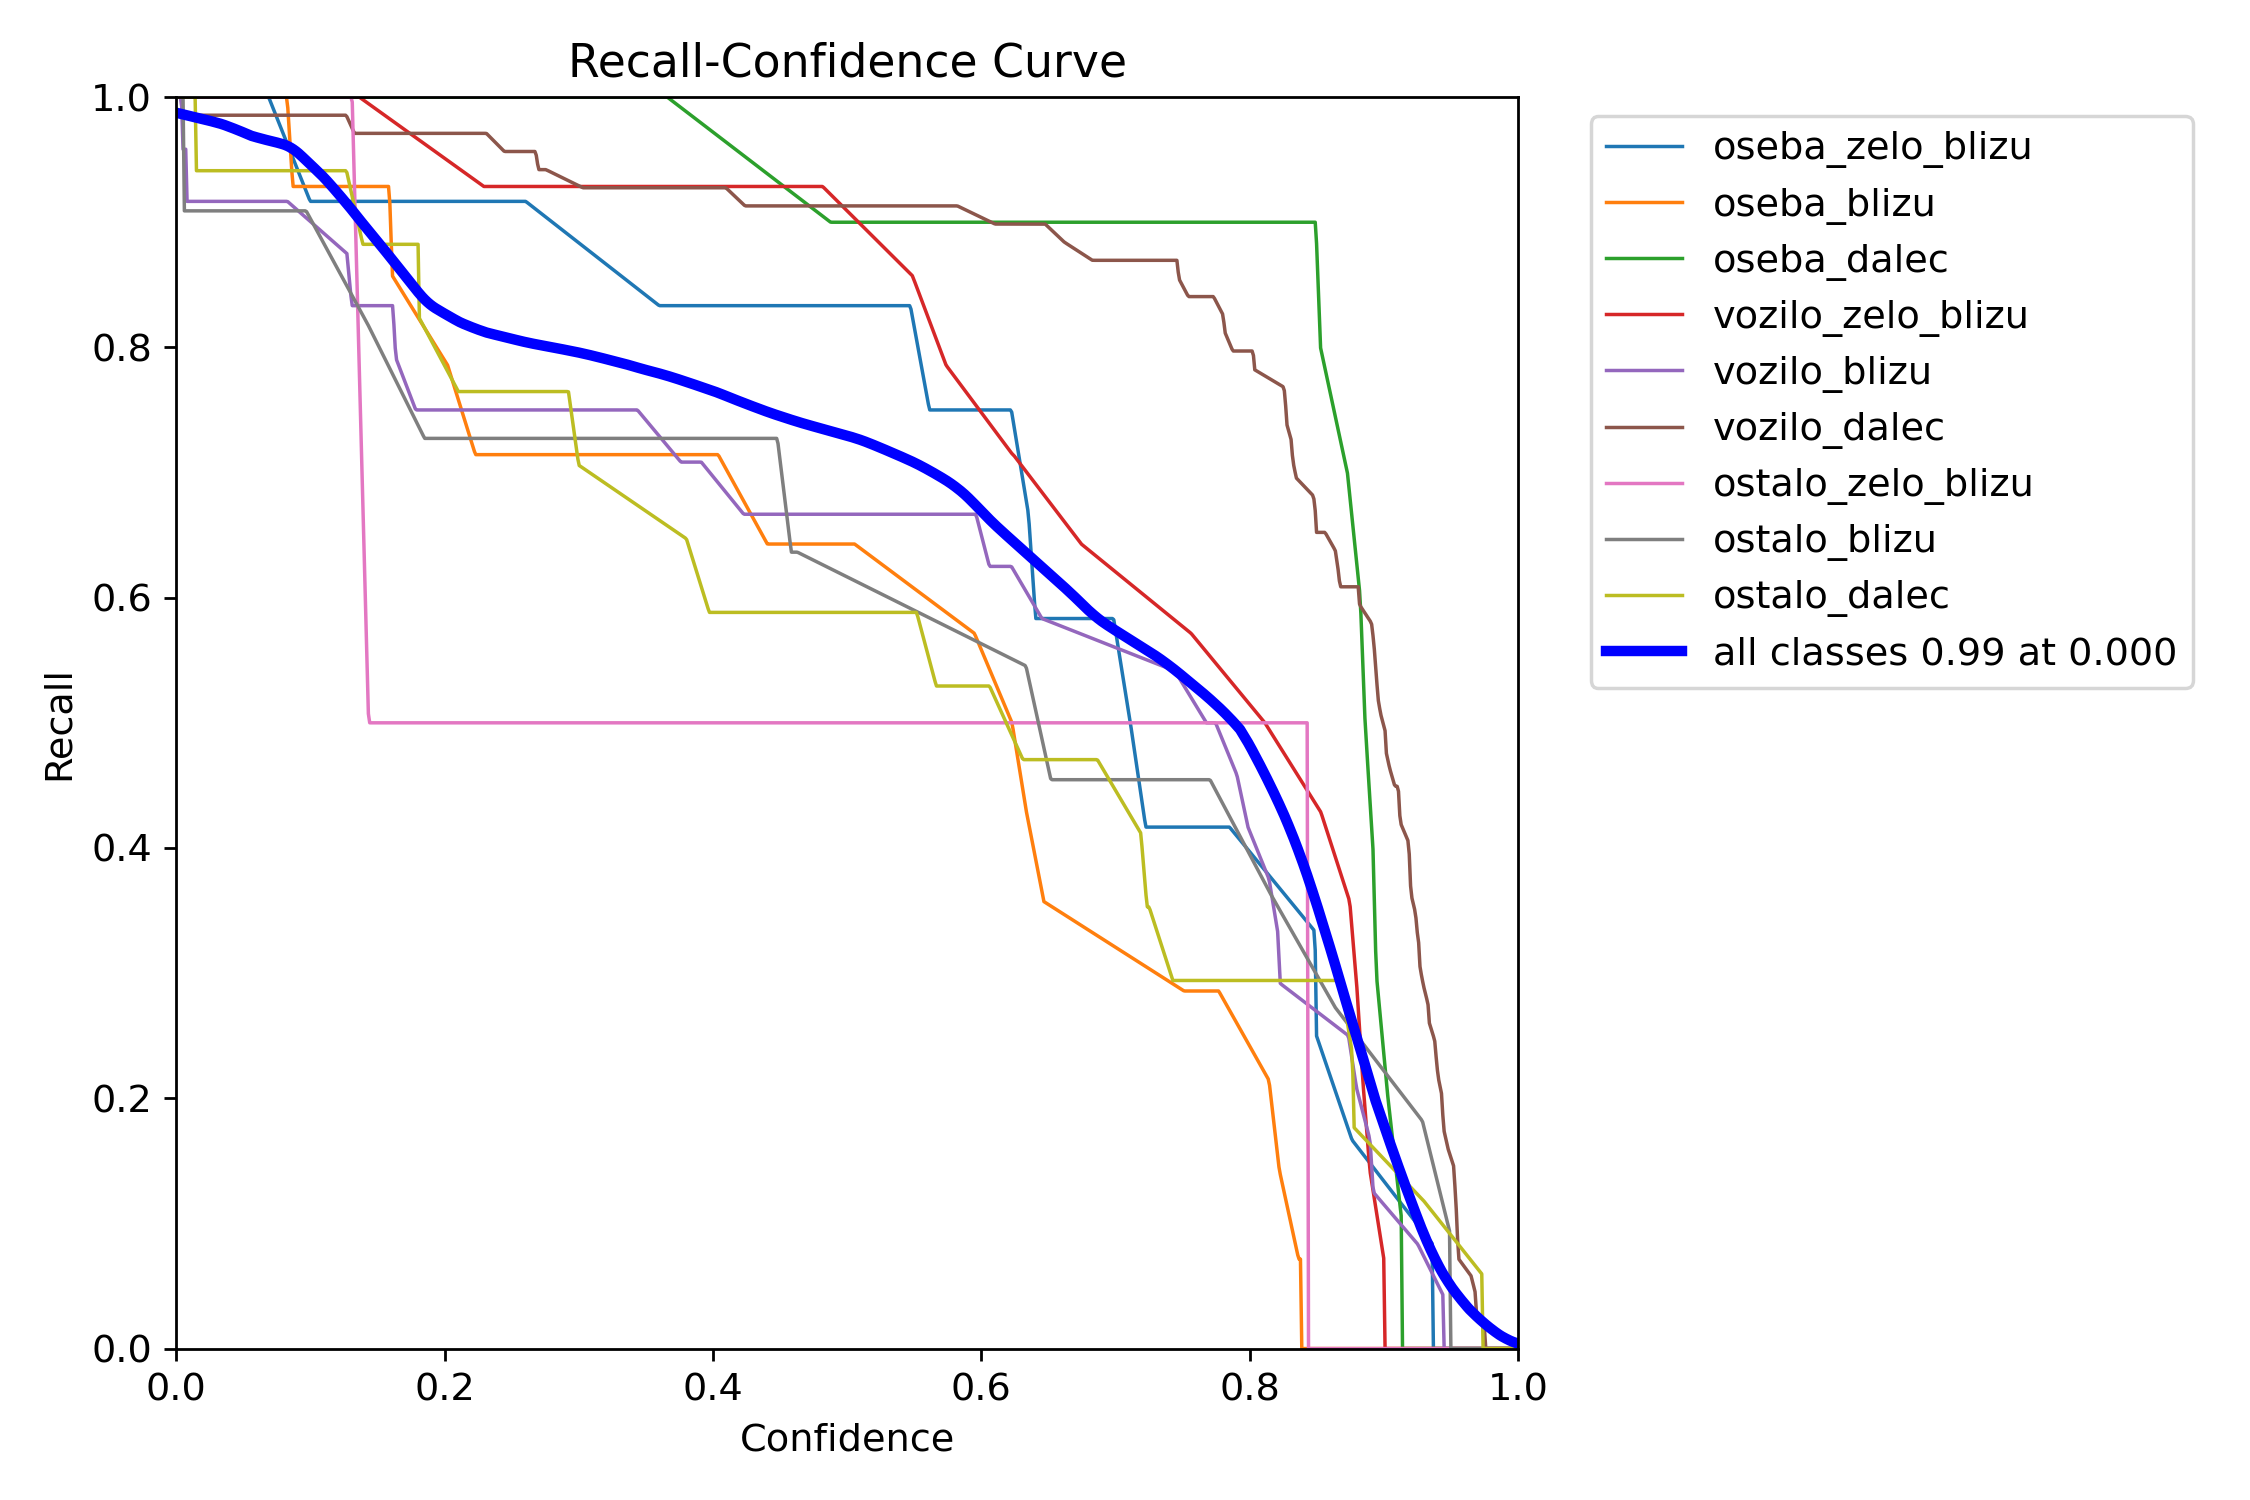 Recall-Confidence Curve
1.0
0.8
0.6
0.4
0.2
0.0
Recall
0.0 0.2 0.4 0.6 0.8 1.0
Confidence
oseba_zelo_blizu
oseba_blizu
oseba_dalec
vozilo_zelo_blizu
vozilo_blizu
vozilo_dalec
ostalo_zelo_blizu
ostalo_blizu
ostalo_dalec
all classes 0.99 at 0.000